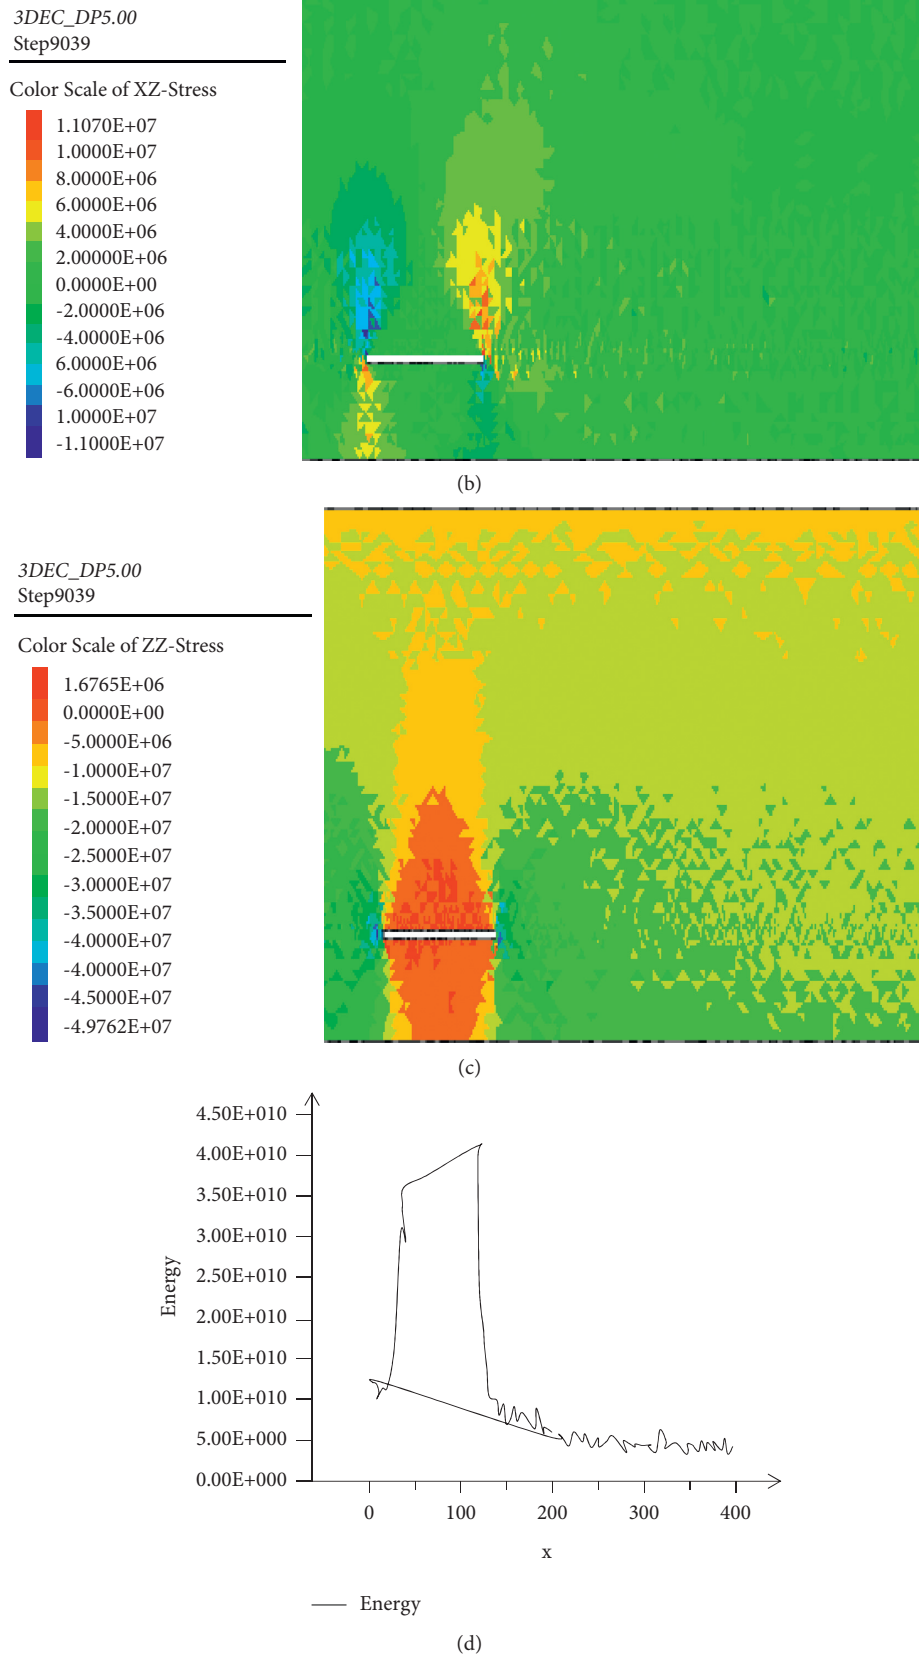 3DEC_DP5.00
Step9039
Color Scale of XZ-Stress
1.1070E+07
1.0000E+07
8.0000E+06
6.0000E+06
4.0000E+06
2.00000E+06
0.0000E+00
-2.0000E+06
-4.0000E+06
6.0000E+06
-6.0000E+06
1.0000E+07
-1.1000E+07
(b)
3DEC_DP5.00
Step9039
Color Scale of ZZ-Stress
1.6765E+06
0.0000E+00
-5.0000E+06
-1.0000E+07
-1.5000E+07
-2.0000E+07
-2.5000E+07
-3.0000E+07
-3.5000E+07
-4.0000E+07
-4.0000E+07
-4.5000E+07
-4.9762E+07
(c)
4.50E+010
4.00E+010
3.50E+010
3.00E+010
2.50E+010
2.00E+010
1.50E+010
1.00E+010
5.00E+000
0.00E+000
Energy
0 100 200 300 400
x
Energy
(d)